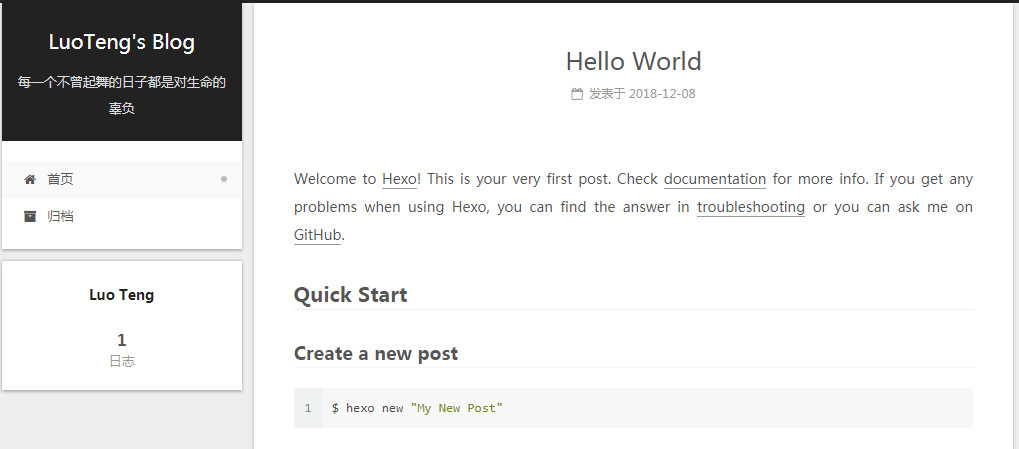 LuoTeng's Blog
每一个不曾起舞的日子都是对生命的
辜负
首页
归档
Luo Teng
1
日志
Hello World
发表于 2018-12-08
Welcome to Hexo! This is your very first post. Check documentation for more info. If you get any
problems when using Hexo, you can find the answer in troubleshooting or you can ask me on
GitHub.
Quick Start
Create a new post
1 $ hexo new "My New Post"